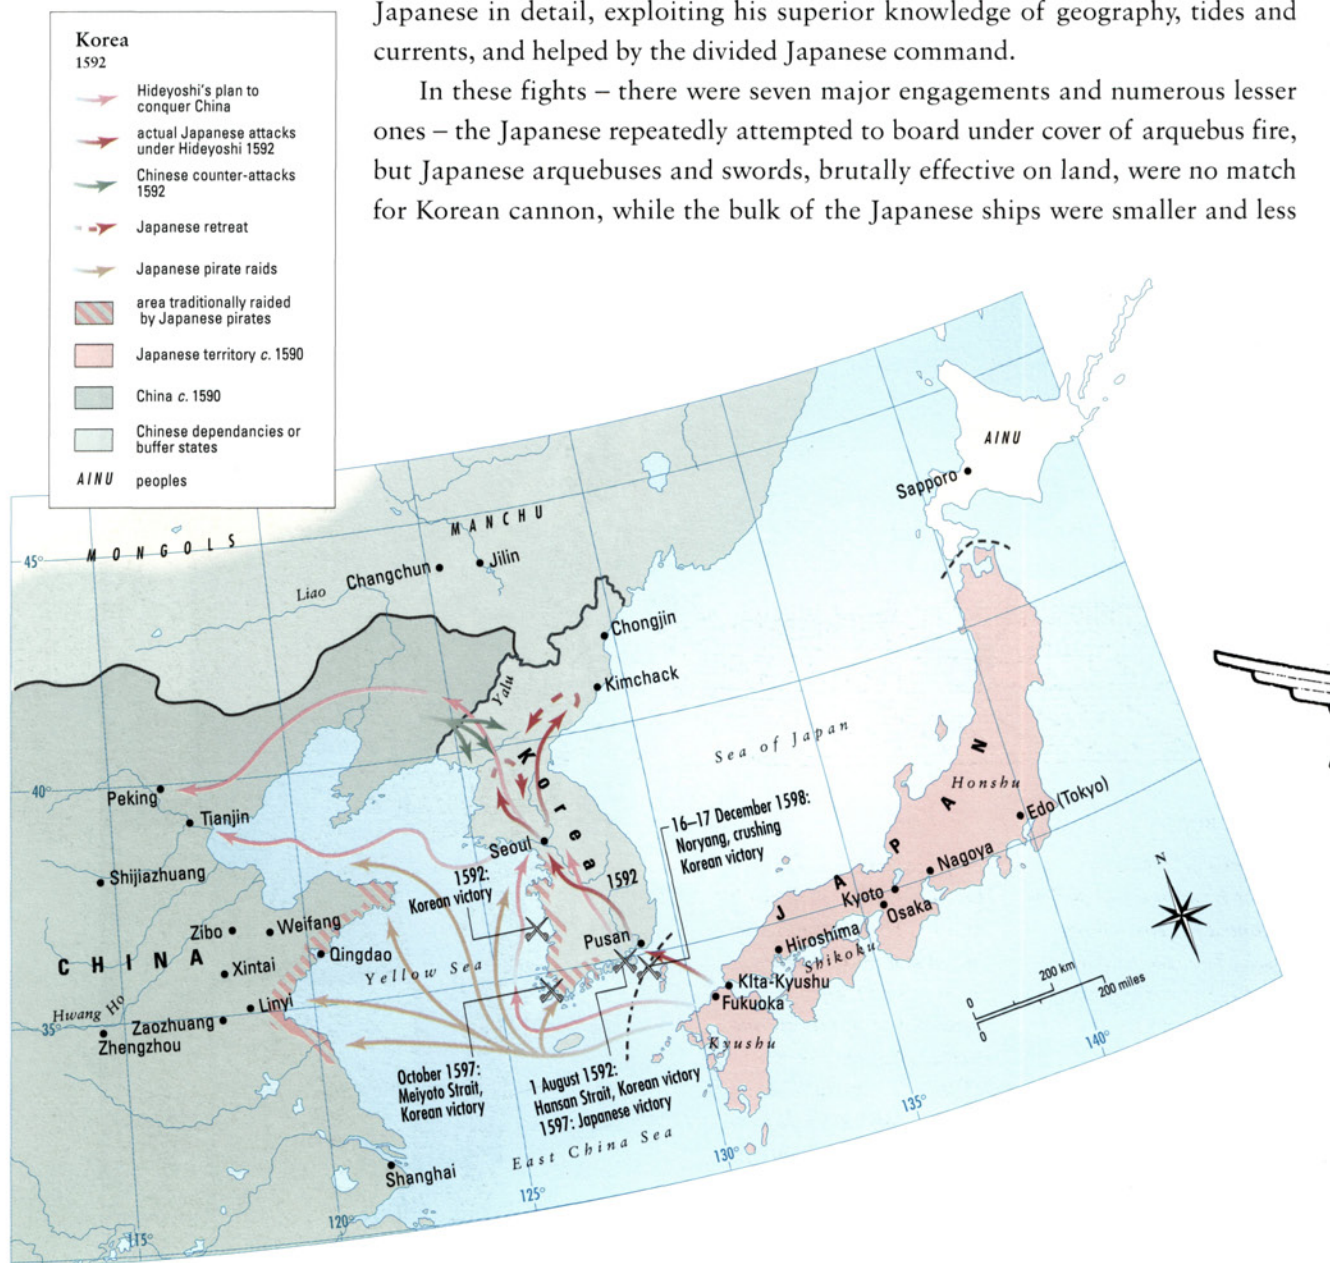 Japanese in detail, exploiting his superior knowledge of geography, tides and
currents, and helped by the divided Japanese command.
In these fights – there were seven major engagements and numerous lesser
ones – the Japanese repeatedly attempted to board under cover of arquebus fire,
but Japanese arquebuses and swords, brutally effective on land, were no match
for Korean cannon, while the bulk of the Japanese ships were smaller and less
Korea
1592
Hideyoshi's plan to
conquer China
actual Japanese attacks
under Hideyoshi 1592
Chinese counter-attacks
1592
Japanese retreat
Japanese pirate raids
area traditionally raided
by Japanese pirates
Japanese territory c. 1590
China c. 1590
Chinese dependancies or
buffer states
AINU peoples
AINU
Sapporo
MONGOLS
MANCHU
45°
Liao
Changchun
Jilin
Chongjin
Yalu
Kimchack
Sea of Japan
40°
Peking
Tianjin
Korea
Honshu
Edo (Tokyo)
16–17 December 1598:
Noryang, crushing
Korean victory
Seoul
Shijiazhuang
1592:
Korean victory
1592
JAPAN
Nagoya
Kyoto
Osaka
N
Zibo
Weifang
Pusan
Hiroshima
Shikoku
CHINA
Qingdao
Xintai
Yellow Sea
KIta-Kyushu
Fukuoka
0 200 km
0 200 miles
Hwang Ho
Linyi
35°
Zaozhuang
Zhengzhou
Kyushu
140°
October 1597:
Meiyoto Strait,
Korean victory
1 August 1592:
Hansan Strait, Korean victory
1597: Japanese victory
135°
East China Sea
130°
Shanghai
125°
120°
115°